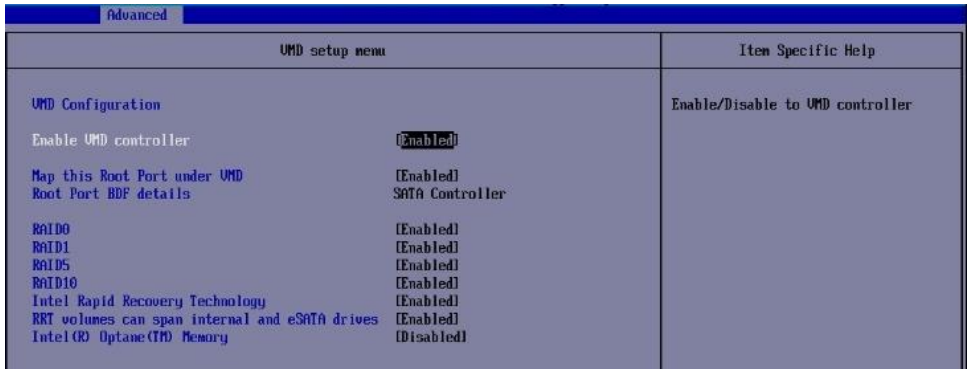 Advanced
VMD setup menu
Item Specific Help
VMD Configuration
Enable/Disable to VMD controller
Enable VMD controller [Enabled]
Map this Root Port under VMD [Enabled]
Root Port BDF details SATA Controller
RAID0 [Enabled]
RAID1 [Enabled]
RAID5 [Enabled]
RAID10 [Enabled]
Intel Rapid Recovery Technology [Enabled]
RRT volumes can span internal and eSATA drives [Enabled]
Intel(R) Optane(TM) Memory [Disabled]